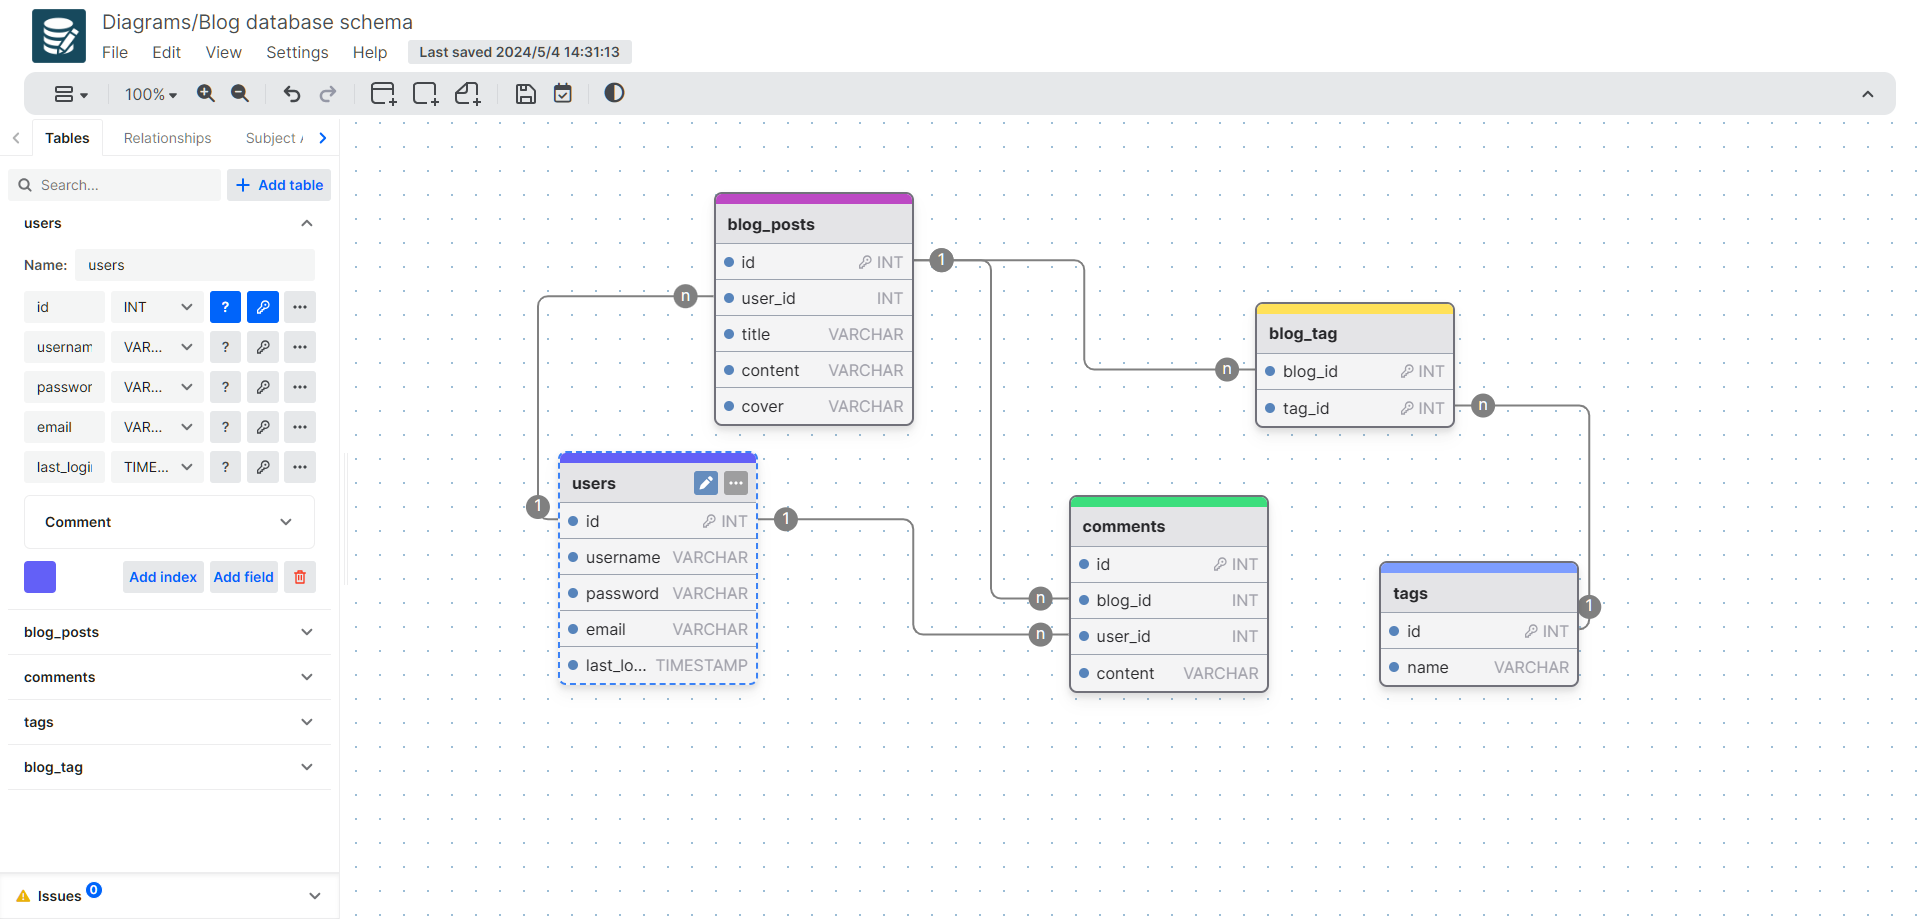 Diagrams/Blog database schema
File Edit View Settings Help Last saved 2024/5/4 14:31:13
100%
Tables Relationships Subject A
Search...
Add table
users
Name: users
id INT ?
usernam VAR... ?
passwor VAR... ?
email VAR... ?
last_logi TIME... ?
Comment
Add index Add field
blog_posts
comments
tags
blog_tag
Issues 0
blog_posts
id INT
user_id INT
title VARCHAR
content VARCHAR
cover VARCHAR
1
n
blog_tag
blog_id INT
tag_id INT
n
n
users
id INT
username VARCHAR
password VARCHAR
email VARCHAR
last_lo... TIMESTAMP
1
1
comments
id INT
blog_id INT
user_id INT
content VARCHAR
n
n
tags
id INT
name VARCHAR
1